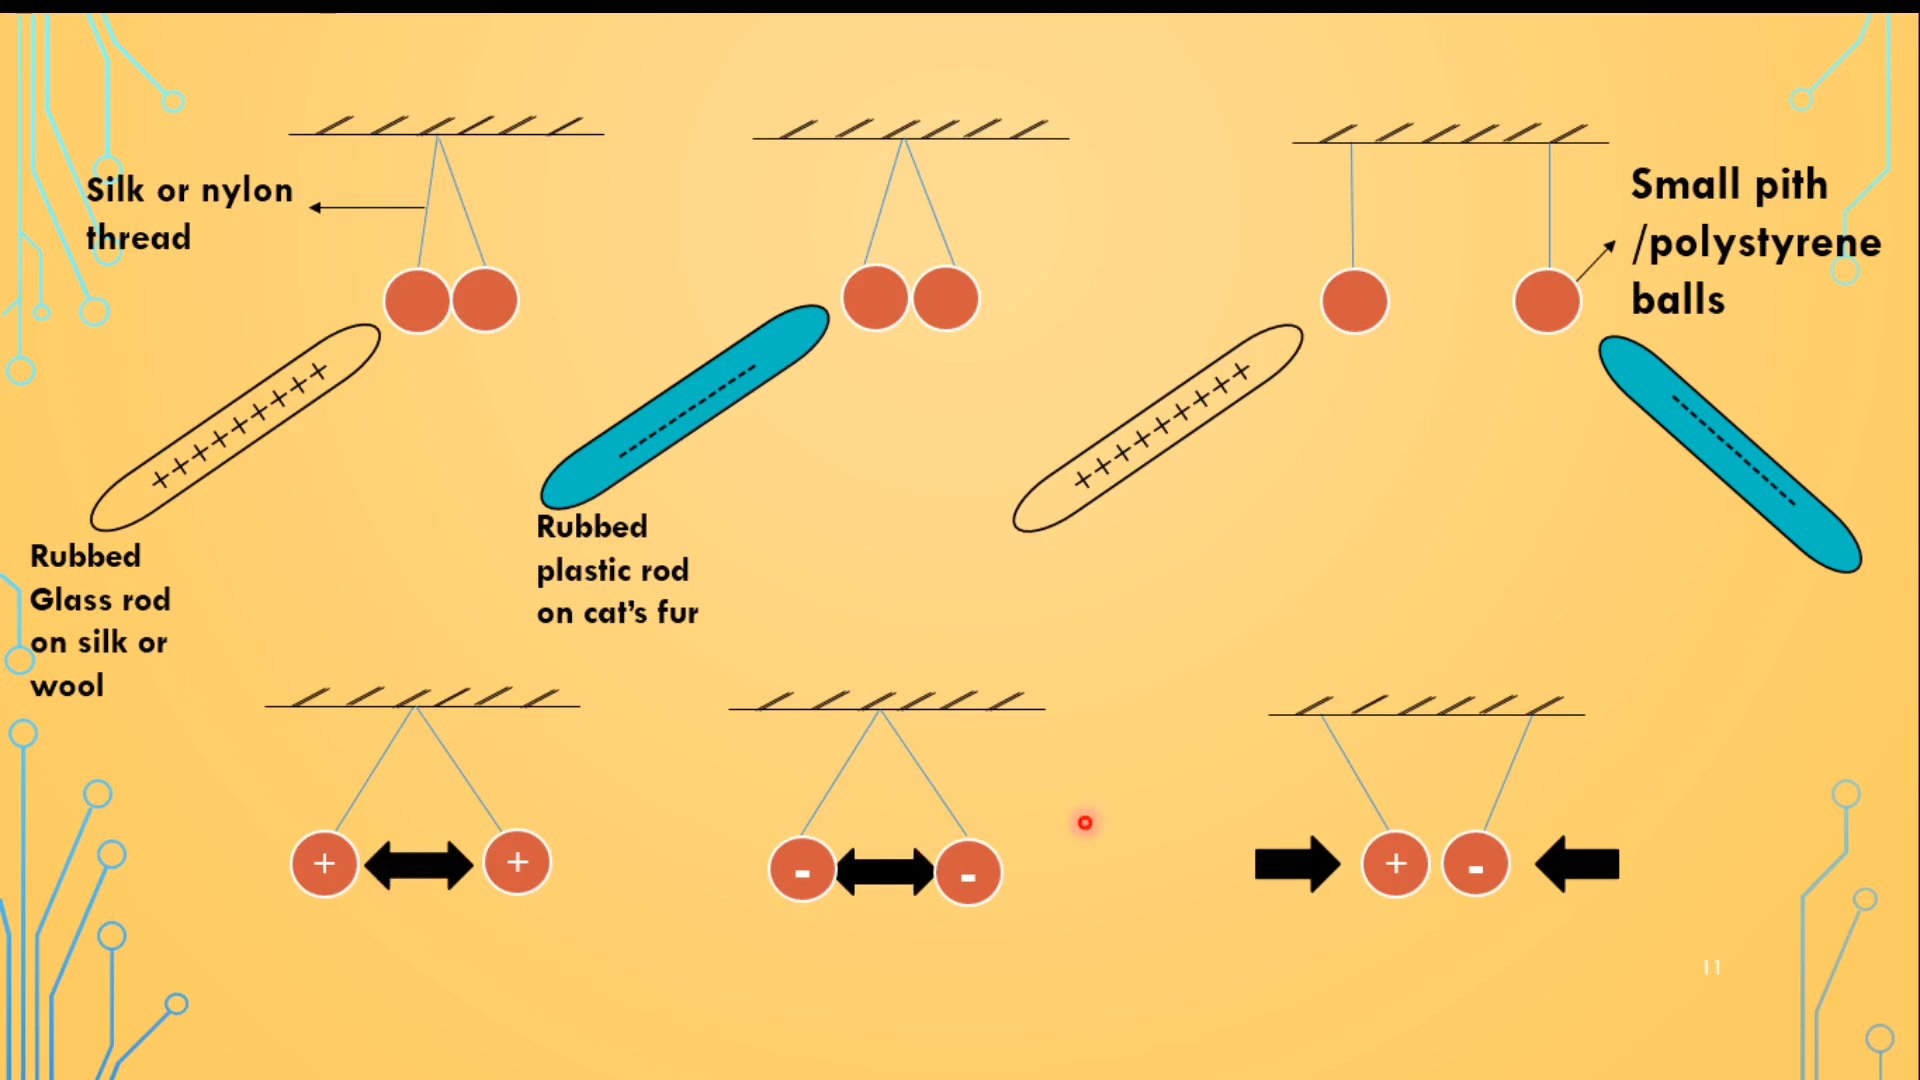 Silk or nylon
thread
Small pith
/polystyrene
balls
+++++++++
---------
+++++++++
---------
Rubbed
Glass rod
on silk or
wool
Rubbed
plastic rod
on cat's fur
+ +
- -
+ -
11